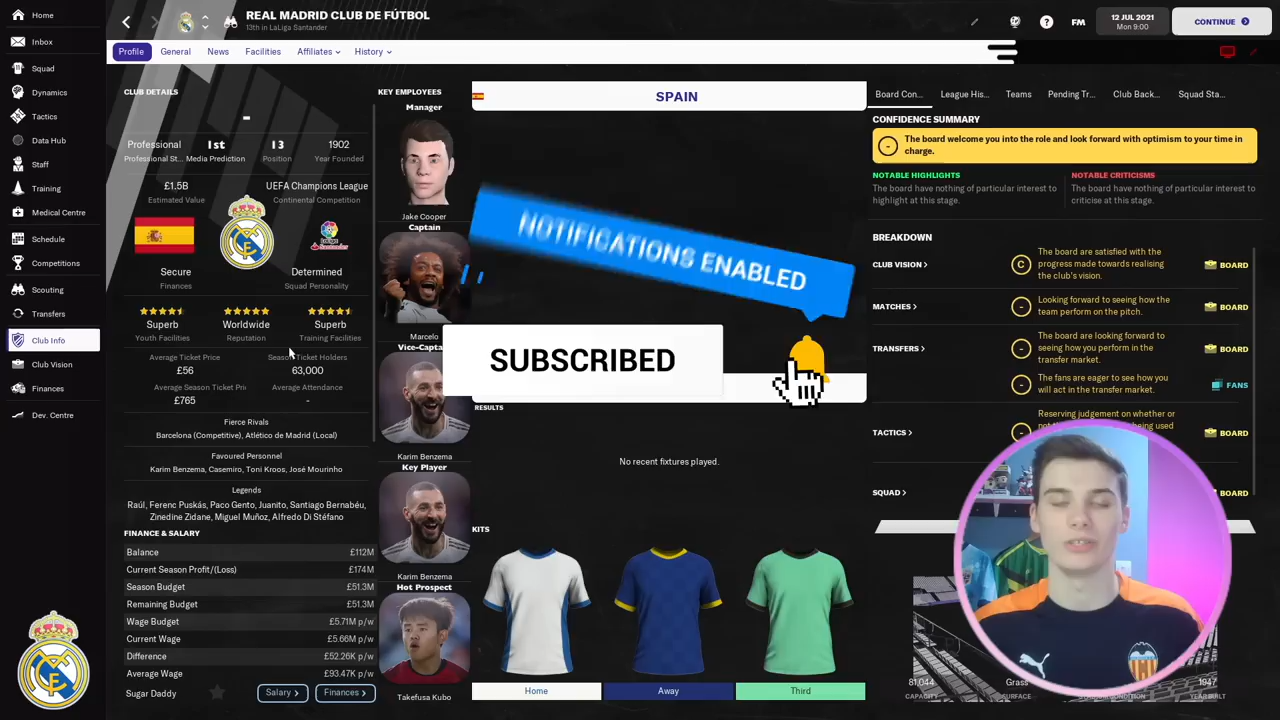 Home
Inbox
Squad
Dynamics
Tactics
Data Hub
Staff
Training
Medical Centre
Schedule
Competitions
Scouting
Transfers
Club Info
Club Vision
Finances
Dev. Centre
REAL MADRID CLUB DE FÚTBOL
13th in LaLiga Santander
FM
12 JUL 2021
Mon 9:00
CONTINUE
Profile General News Facilities Affiliates History
CLUB DETAILS
-
Professional 1st 13 1902
Professional St... Media Prediction Position Year Founded
£1.5B UEFA Champions League
Estimated Value Continental Competition
LaLiga
Santander
Secure Determined
Finances Squad Personality
Superb Worldwide Superb
Youth Facilities Reputation Training Facilities
Average Ticket Price Season Ticket Holders
£56 63,000
Average Season Ticket Pric Average Attendance
£765 -
Fierce Rivals
Barcelona (Competitive), Atlético de Madrid (Local)
Favoured Personnel
Karim Benzema, Casemiro, Toni Kroos, José Mourinho
Legends
Raúl, Ferenc Puskás, Paco Gento, Juanito, Santiago Bernabéu,
Zinedine Zidane, Miguel Muñoz, Alfredo Di Stéfano
FINANCE & SALARY
Balance £112M
Current Season Profit/(Loss) £174M
Season Budget £51.3M
Remaining Budget £51.3M
Wage Budget £5.71M p/w
Current Wage £5.66M p/w
Difference £52.26K p/w
Average Wage £93.47K p/w
Sugar Daddy Salary Finances
KEY EMPLOYEES
Manager
Jake Cooper
Captain
Marcelo
Vice-Captain
Karim Benzema
Key Player
Karim Benzema
Hot Prospect
Takefusa Kubo
SPAIN
NOTIFICATIONS ENABLED
SUBSCRIBED
RESULTS
No recent fixtures played.
KITS
Home Away Third
Board Con... League His... Teams Pending Tr... Club Back... Squad Sta...
CONFIDENCE SUMMARY
- The board welcome you into the role and look forward with optimism to your time in
charge.
NOTABLE HIGHLIGHTS
The board have nothing of particular interest to
highlight at this stage.
NOTABLE CRITICISMS
The board have nothing of particular interest to
criticise at this stage.
BREAKDOWN
CLUB VISION
C
The board are satisfied with the
progress made towards realising
the club's vision.
BOARD
MATCHES
-
Looking forward to seeing how the
team perform on the pitch.
BOARD
TRANSFERS
-
The board are looking forward to
seeing how you perform in the
transfer market.
BOARD
-
The fans are eager to see how you
will act in the transfer market.
FANS
TACTICS
-
Reserving judgement on whether or
BOARD
SQUAD
BOARD
81,044 Grass 1947
CAPACITY SURFACE